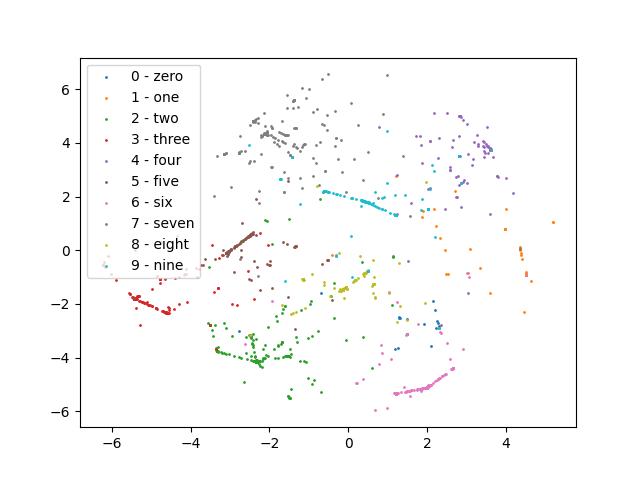 0 - zero
1 - one
2 - two
3 - three
4 - four
5 - five
6 - six
7 - seven
8 - eight
9 - nine
6
4
2
0
−2
−4
−6
−6 −4 −2 0 2 4